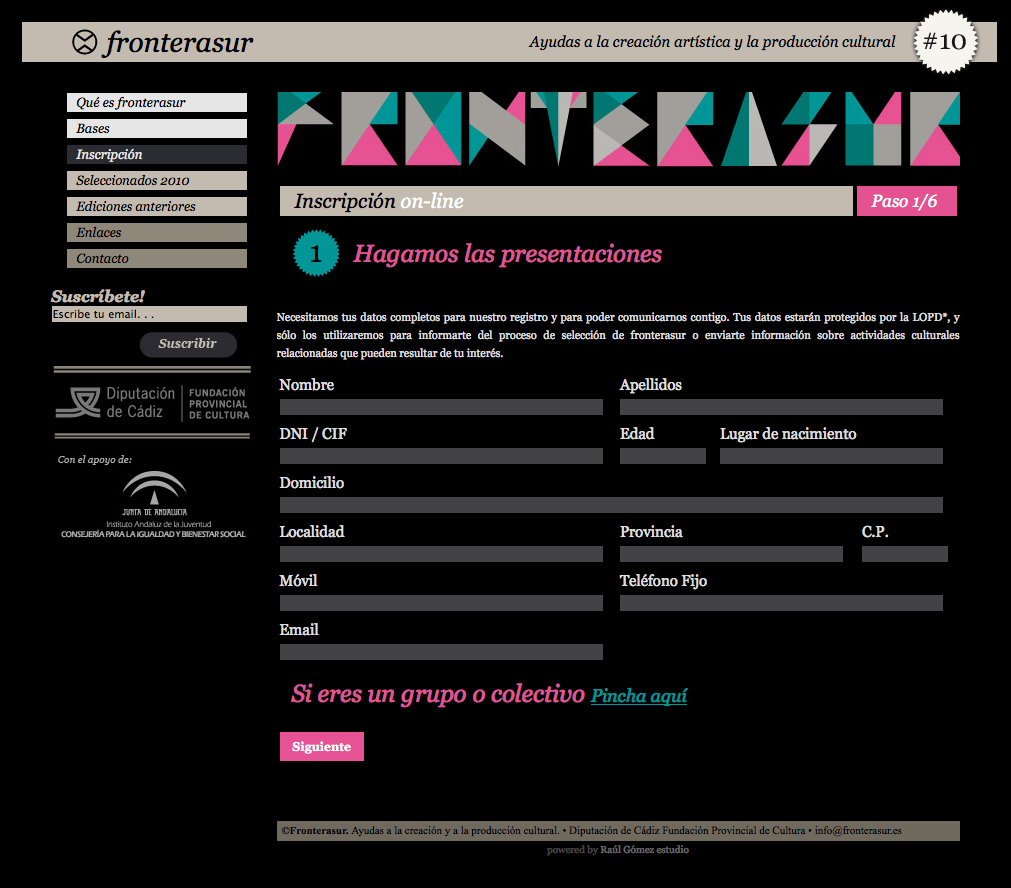 fronterasur
Ayudas a la creación artística y la producción cultural
#10
Qué es fronterasur
Bases
Inscripción
Seleccionados 2010
Ediciones anteriores
Enlaces
Contacto
Suscríbete!
Escribe tu email. . .
Suscribir
Diputación de Cádiz
FUNDACIÓN
PROVINCIAL
DE CULTURA
Con el apoyo de:
JUNTA DE ANDALUCIA
Instituto Andaluz de la Juventud
CONSEJERÍA PARA LA IGUALDAD Y BIENESTAR SOCIAL
FRONTERASUR
Inscripción on-line
Paso 1/6
1 Hagamos las presentaciones
Necesitamos tus datos completos para nuestro registro y para poder comunicarnos contigo. Tus datos estarán protegidos por la LOPD*, y
sólo los utilizaremos para informarte del proceso de selección de fronterasur o enviarte información sobre actividades culturales
relacionadas que pueden resultar de tu interés.
Nombre
Apellidos
DNI / CIF
Edad
Lugar de nacimiento
Domicilio
Localidad
Provincia
C.P.
Móvil
Teléfono Fijo
Email
Si eres un grupo o colectivo Pincha aquí
Siguiente
©Fronterasur. Ayudas a la creación y a la producción cultural. • Diputación de Cádiz Fundación Provincial de Cultura • info@fronterasur.es
powered by Raúl Gómez estudio